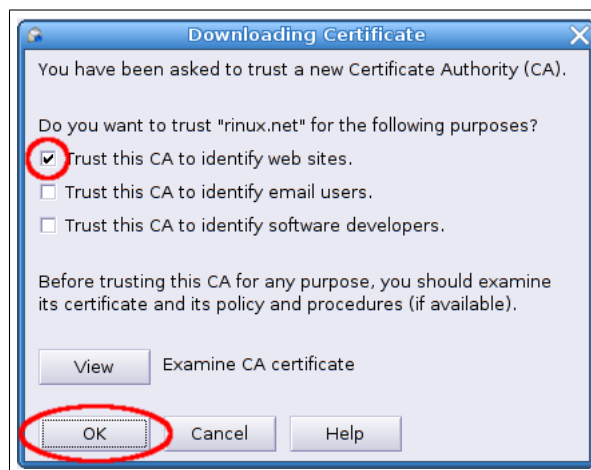 Downloading Certificate
You have been asked to trust a new Certificate Authority (CA).
Do you want to trust "rinux.net" for the following purposes?
Trust this CA to identify web sites.
Trust this CA to identify email users.
Trust this CA to identify software developers.
Before trusting this CA for any purpose, you should examine
its certificate and its policy and procedures (if available).
View Examine CA certificate
OK Cancel Help